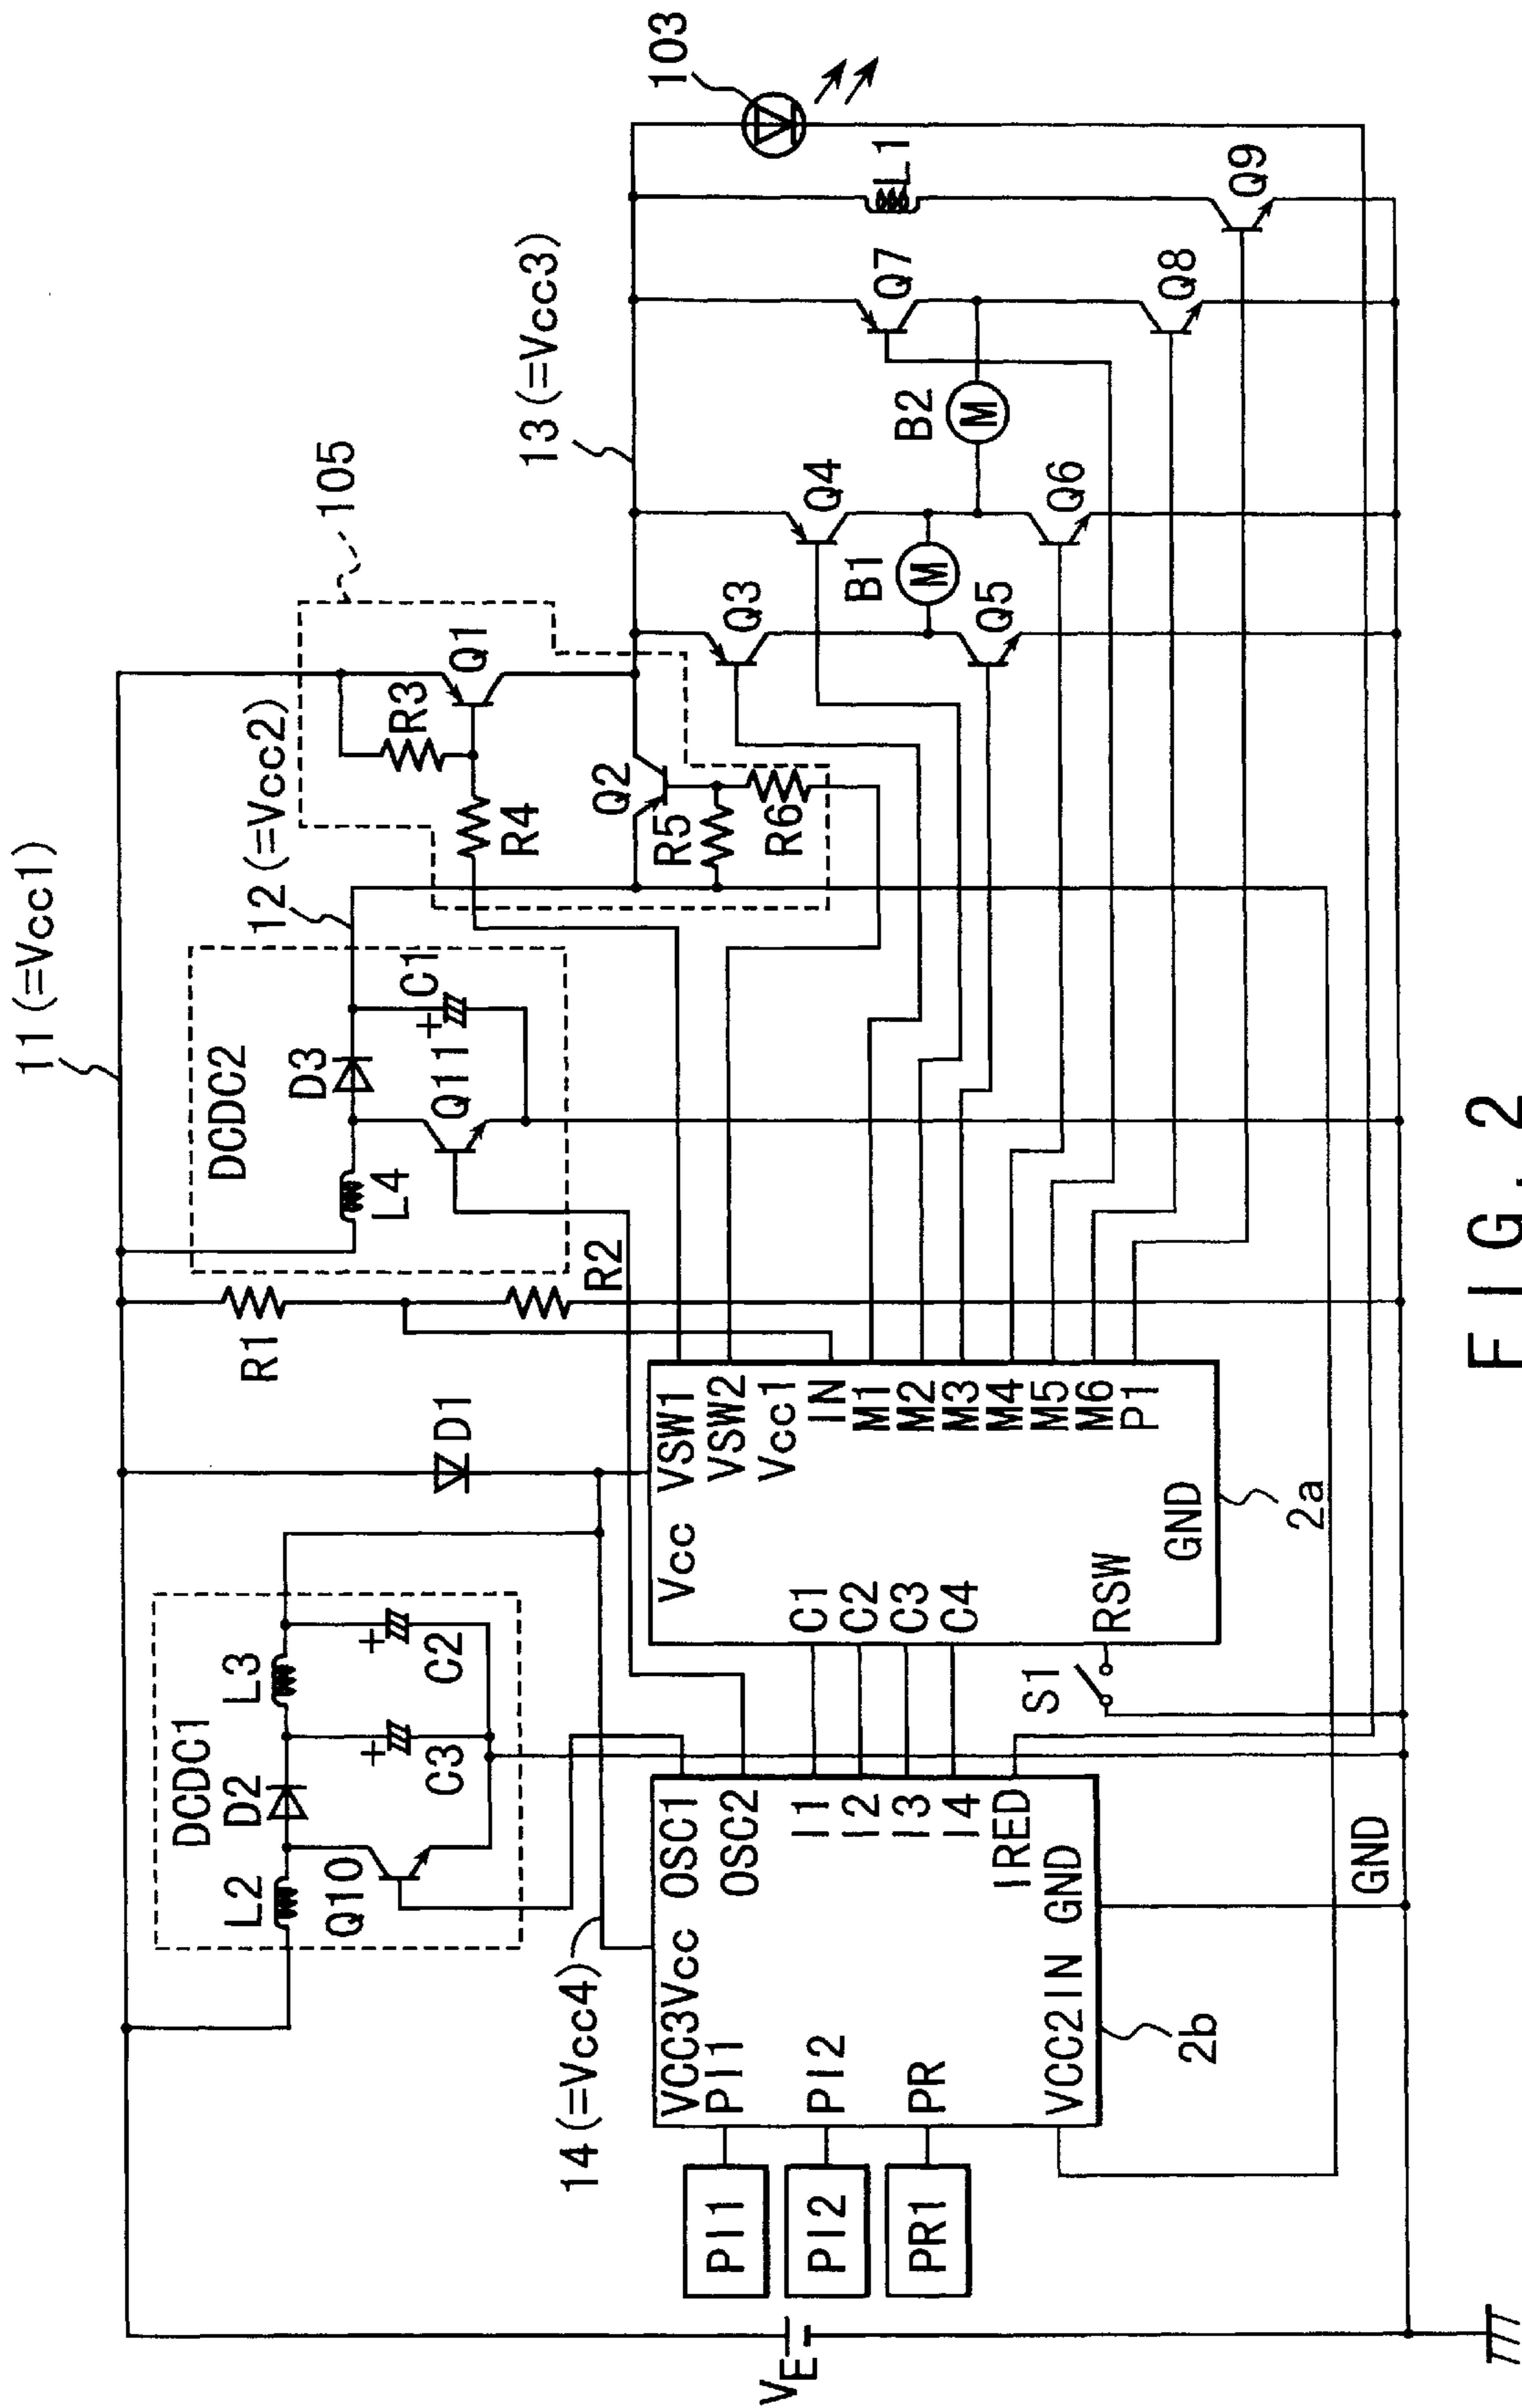 11(=Vcc1)
12(=Vcc2)
105
13(=Vcc3)
103
DCDC1
L2
D2
L3
Q10
C3
+
C2
+
14(=Vcc4)
D1
R1
R2
DCDC2
L4
D3
Q11
C1
+
R3
R4
Q1
Q2
R5
R6
Q3
Q4
Q5
Q6
B1
M
B2
M
Q7
Q8
L1
Q9
VE
PI1
PI2
PR1
VCC3
Vcc
PI1
PI2
PR
VCC2IN
GND
OSC1
OSC2
I1
I2
I3
I4
IRED
2b
S1
Vcc
C1
C2
C3
C4
RSW
GND
VSW1
VSW2
Vcc1
IN
M1
M2
M3
M4
M5
M6
P1
2a
GND
FIG. 2